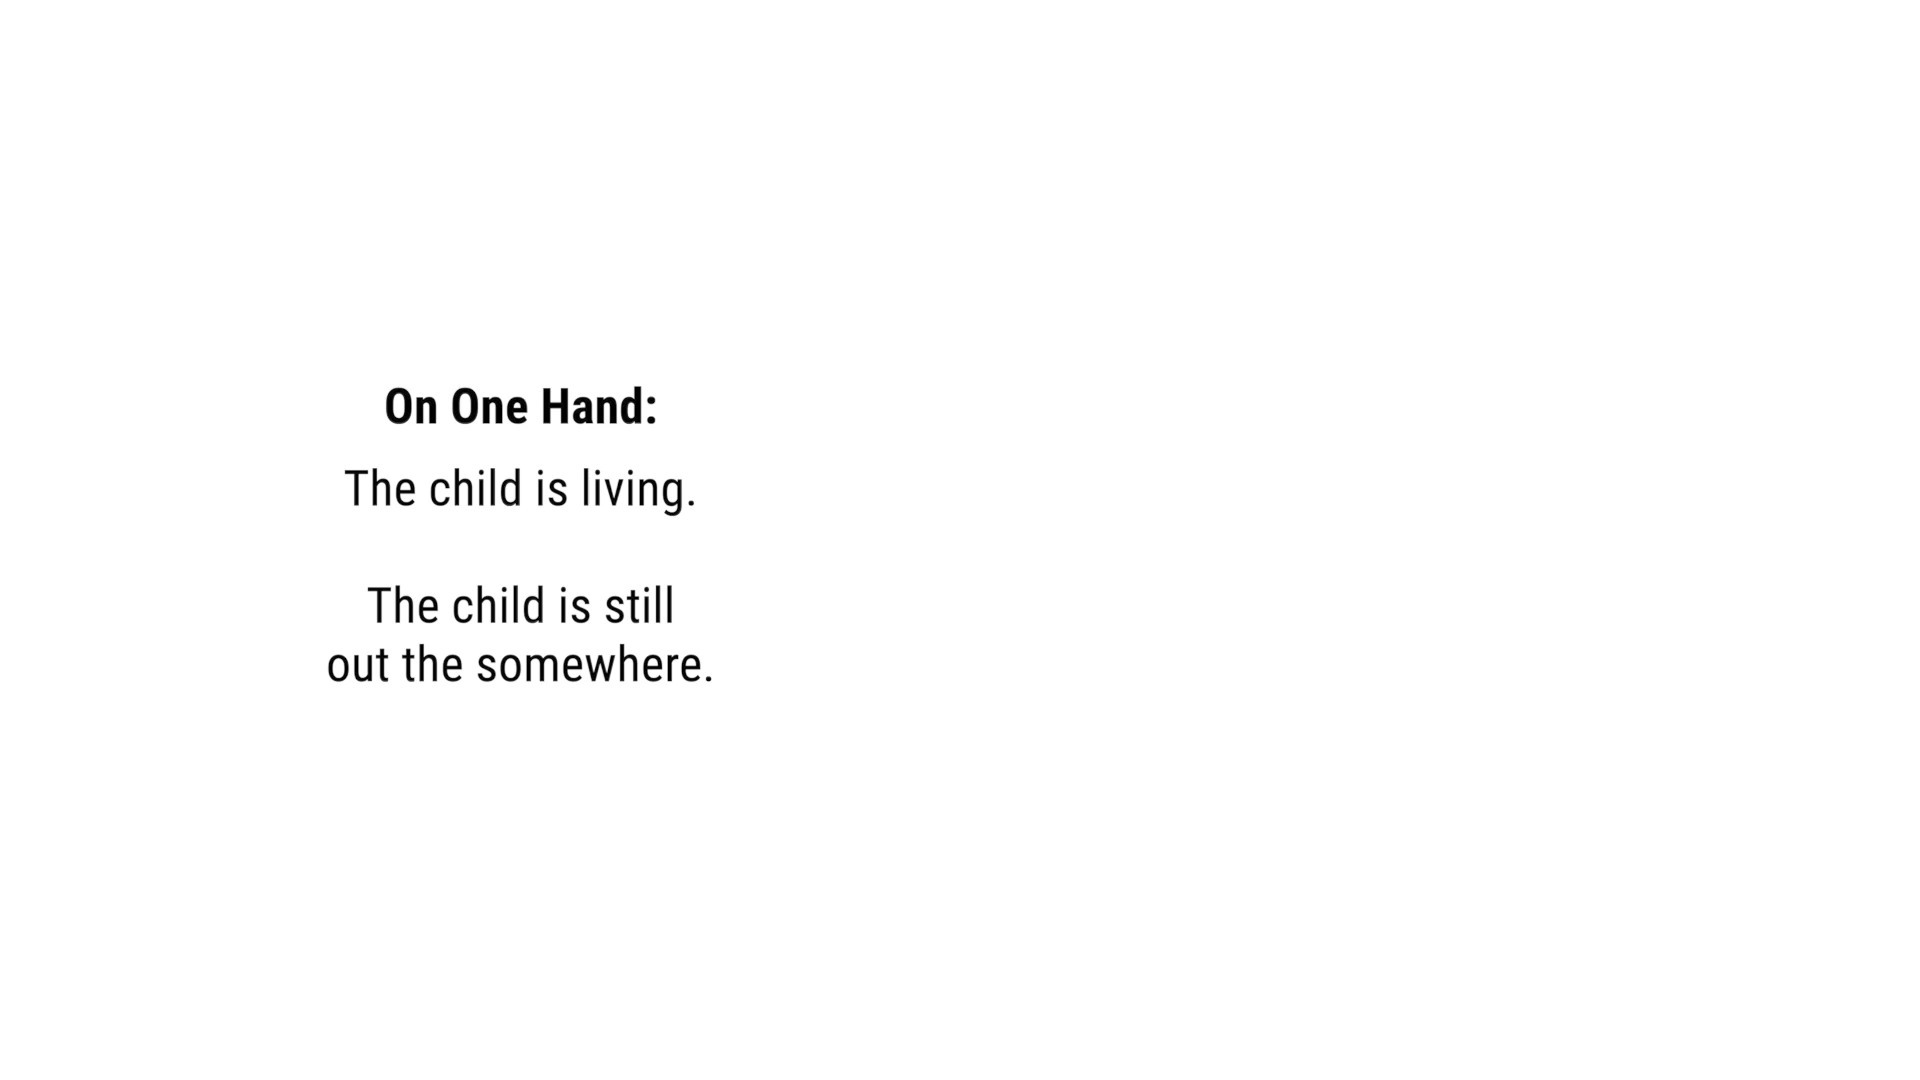 On One Hand:
The child is living.
The child is still
out the somewhere.